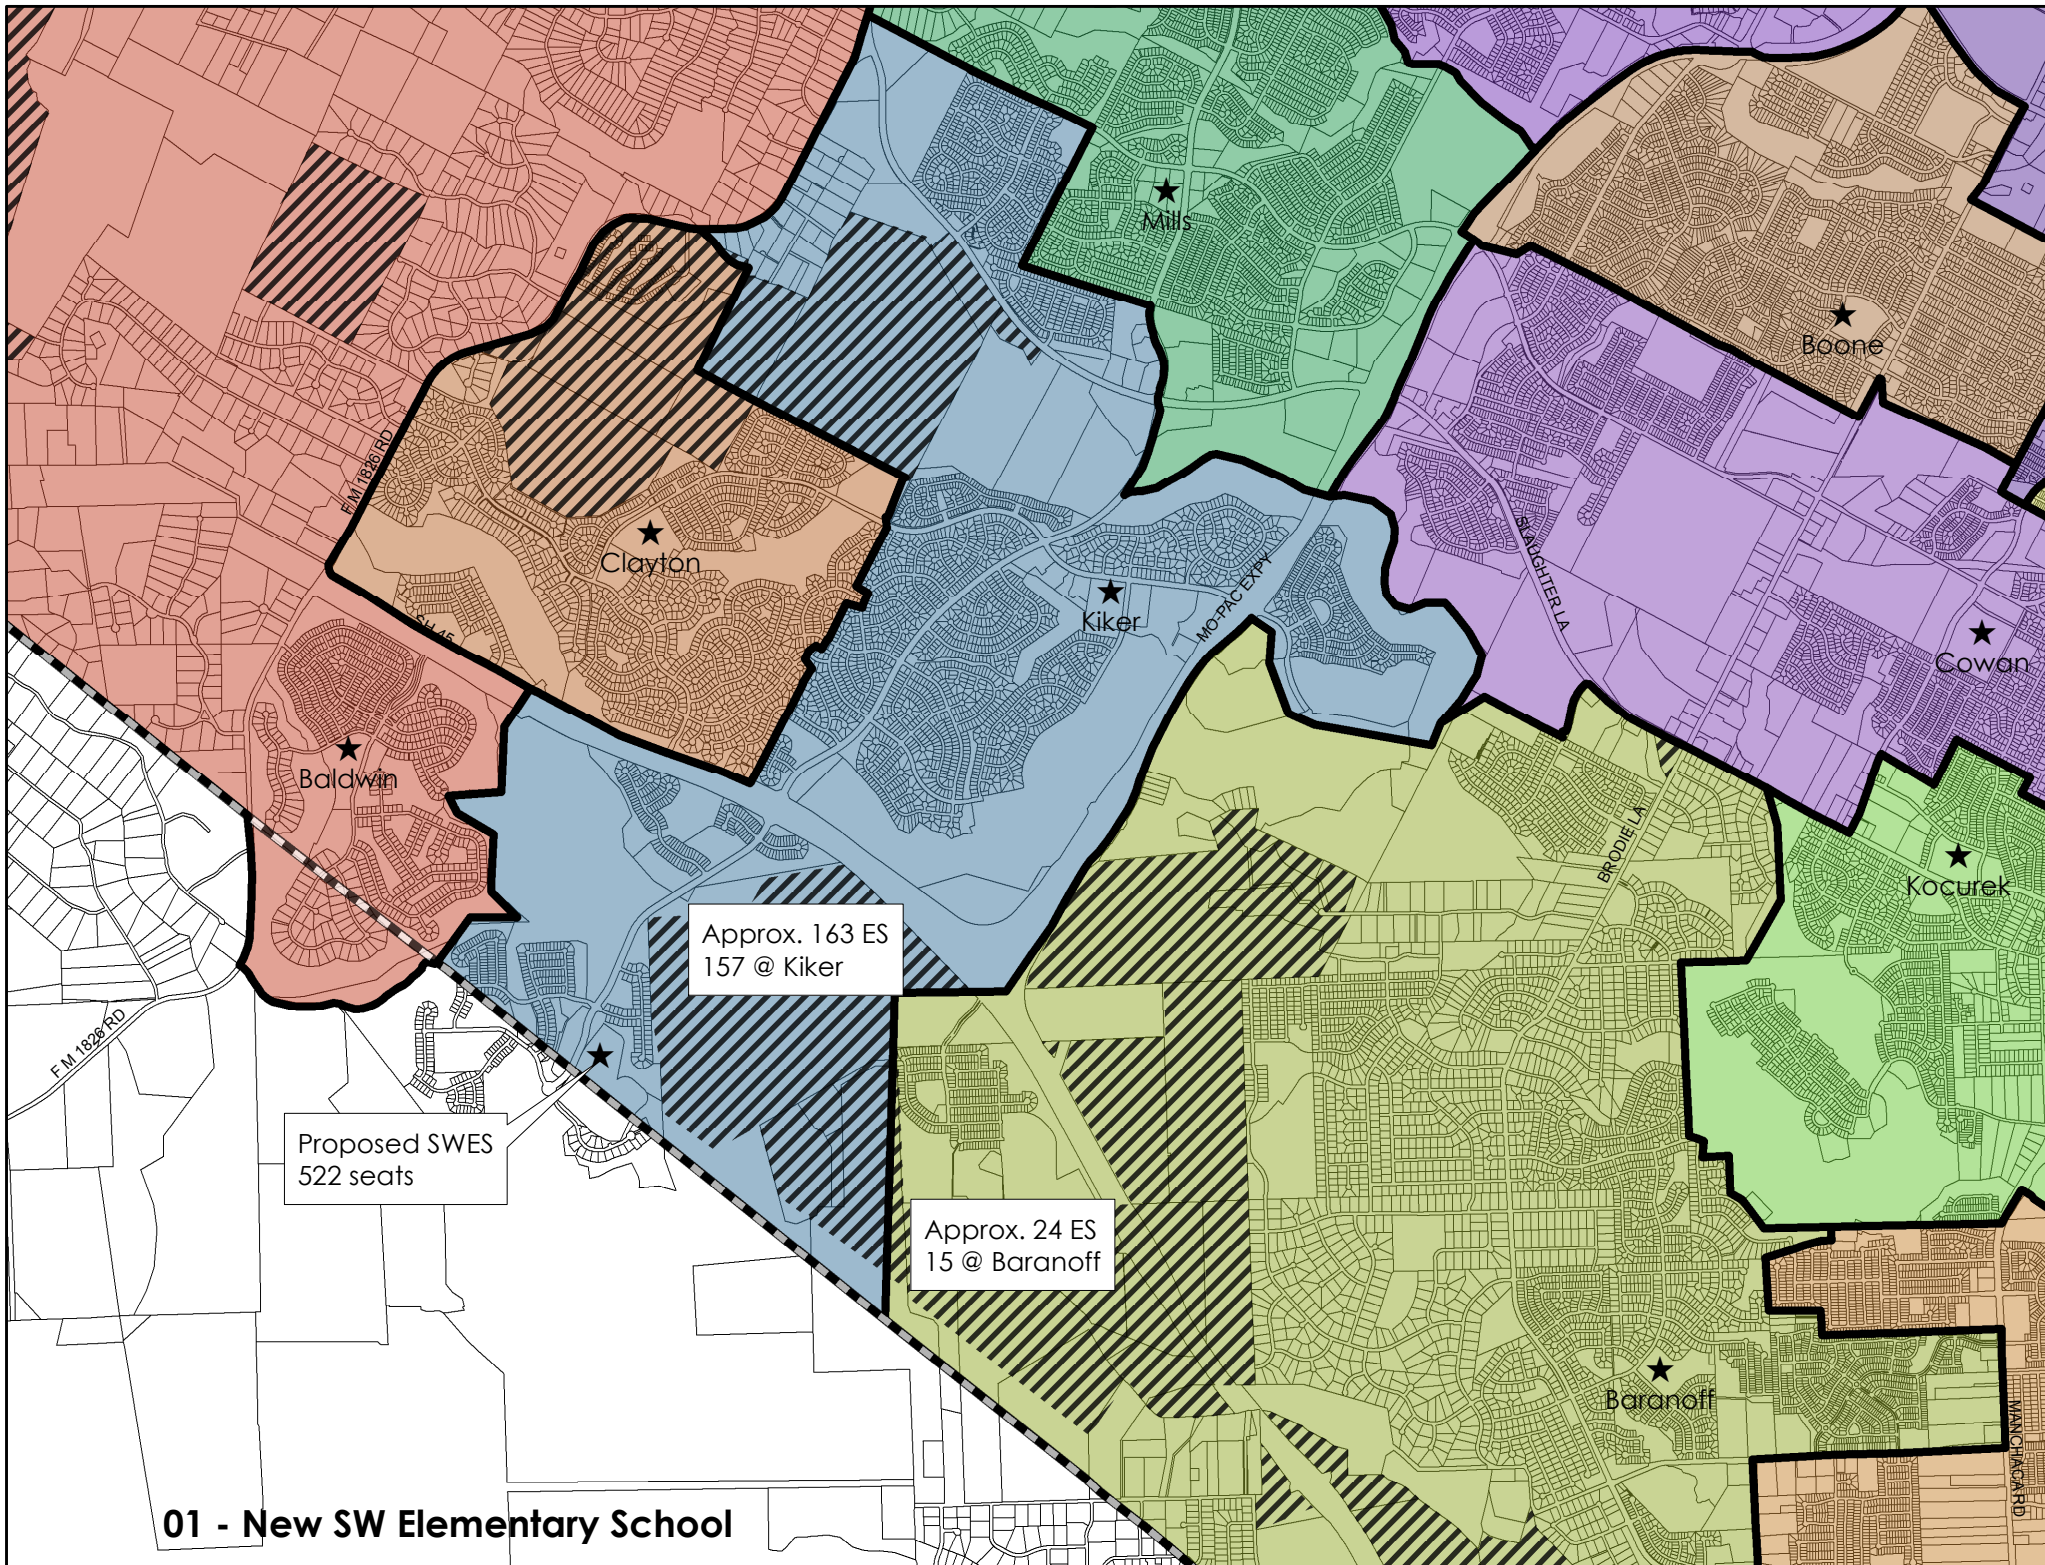 Mills
Boone
F M 1826 RD
SLAUGHTER LA
Clayton
MO-PAC EXPY
Kiker
SH 45
Cowan
Baldwin
BRODIE LA
Kocurek
Approx. 163 ES
157 @ Kiker
F M 1826 RD
Proposed SWES
522 seats
Approx. 24 ES
15 @ Baranoff
Baranoff
MANCHACA RD
01 - New SW Elementary School